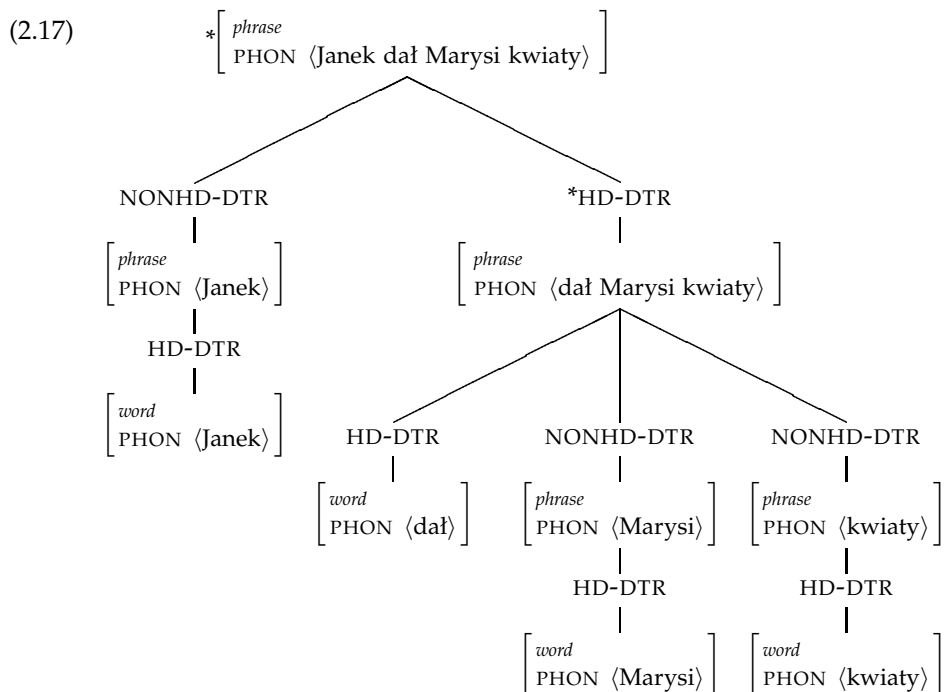 (2.17)
*[phrase
PHON ⟨Janek dał Marysi kwiaty⟩]
NONHD-DTR *HD-DTR
[phrase [phrase
PHON ⟨Janek⟩] PHON ⟨dał Marysi kwiaty⟩]
HD-DTR
[word
PHON ⟨Janek⟩]
HD-DTR NONHD-DTR NONHD-DTR
[word [phrase [phrase
PHON ⟨dał⟩] PHON ⟨Marysi⟩] PHON ⟨kwiaty⟩]
HD-DTR HD-DTR
[word [word
PHON ⟨Marysi⟩] PHON ⟨kwiaty⟩]